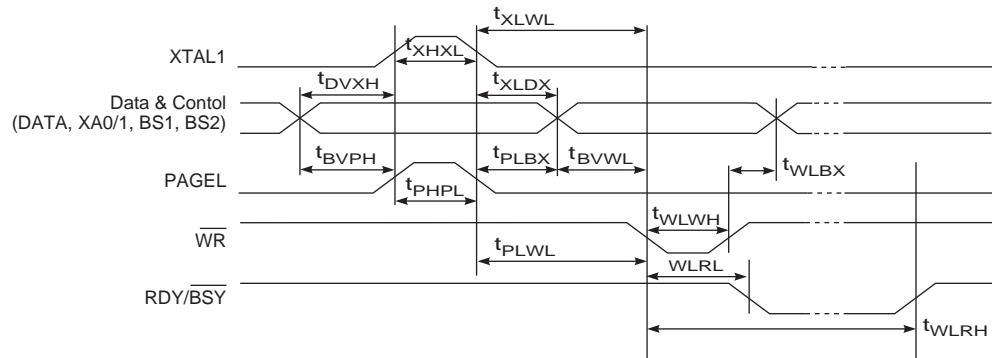 tXLWL
XTAL1
tXHXL
tDVXH
tXLDX
Data & Contol
(DATA, XA0/1, BS1, BS2)
tBVPH
tPLBX
tBVWL
tWLBX
PAGEL
tPHPL
tWLWH
WR
tPLWL
WLRL
RDY/BSY
tWLRH